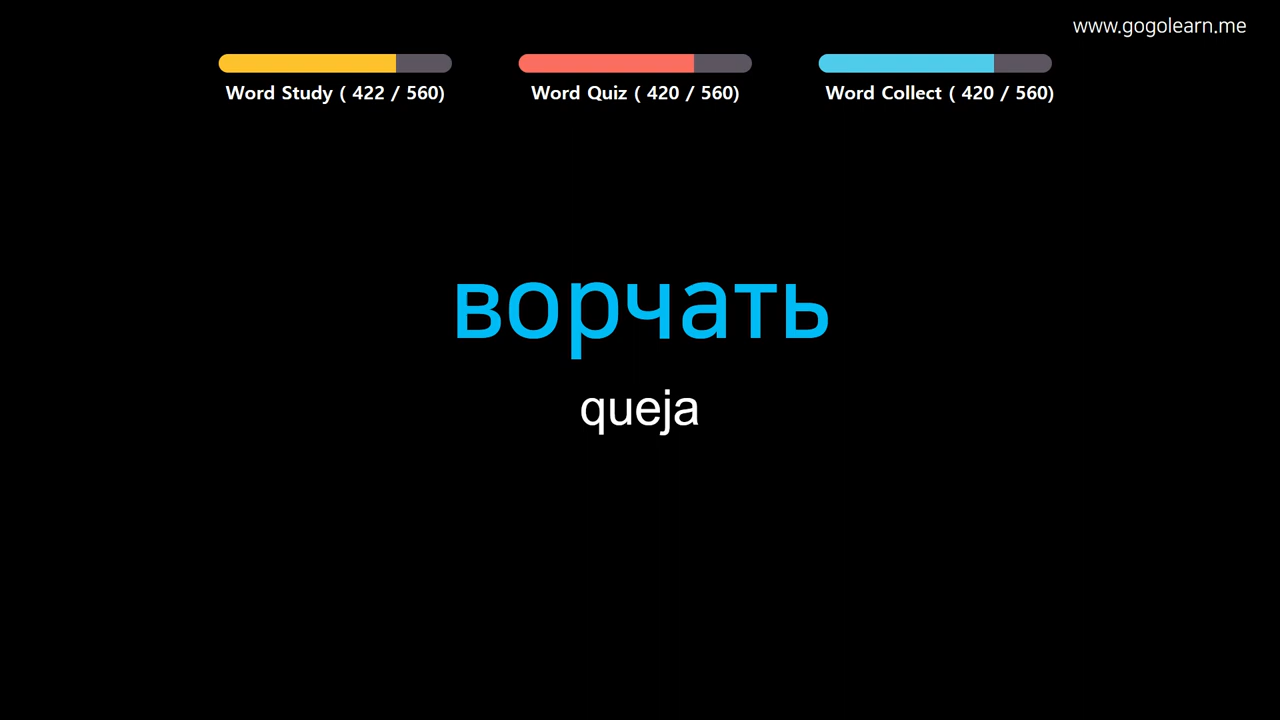 www.gogolearn.me
Word Study ( 422 / 560)
Word Quiz ( 420 / 560)
Word Collect ( 420 / 560)
ворчать
queja